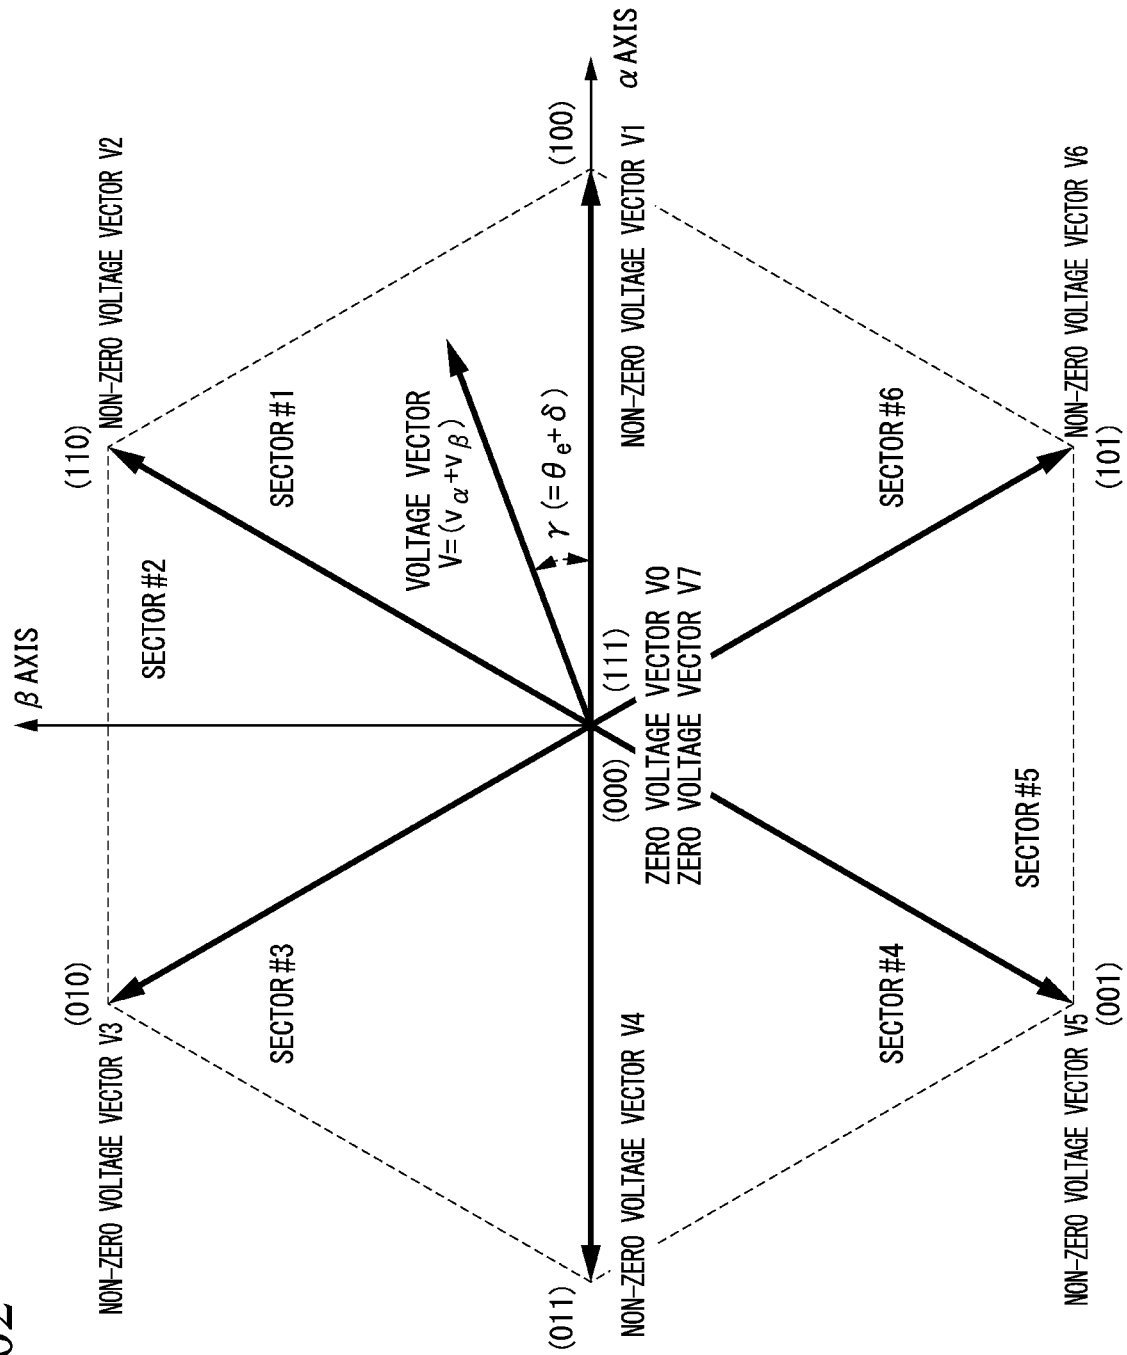 β AXIS
NON-ZERO VOLTAGE VECTOR V3
(010)
(110)
NON-ZERO VOLTAGE VECTOR V2
SECTOR#2
SECTOR#3
SECTOR#1
VOLTAGE VECTOR
V=(vα+vβ)
γ(=θe+δ)
(011)
(100)
α AXIS
NON-ZERO VOLTAGE VECTOR V4
NON-ZERO VOLTAGE VECTOR V1
(000)
(111)
ZERO VOLTAGE VECTOR V0
ZERO VOLTAGE VECTOR V7
SECTOR#4
SECTOR#6
SECTOR#5
NON-ZERO VOLTAGE VECTOR V5
NON-ZERO VOLTAGE VECTOR V6
(001)
(101)